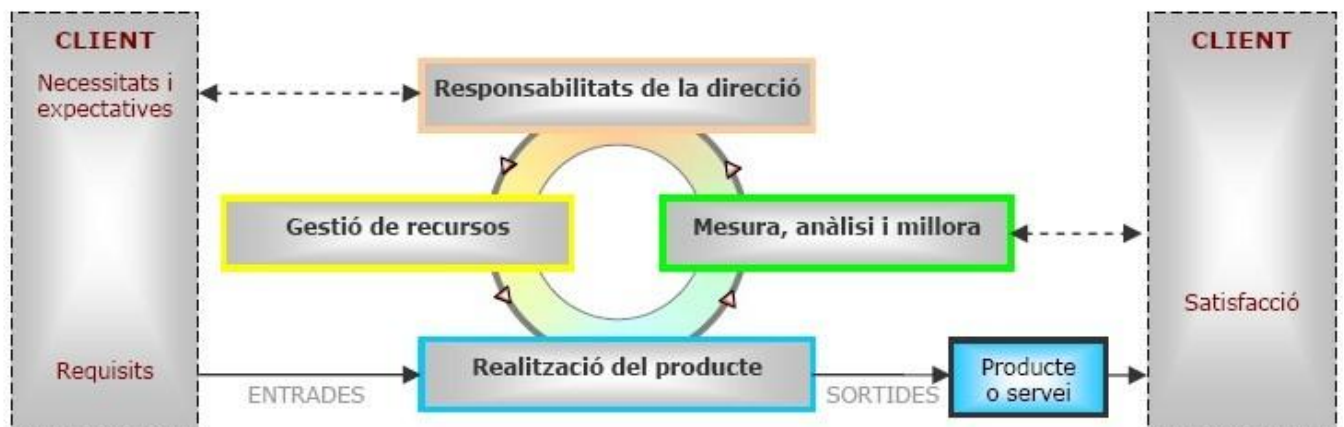 CLIENT
Necessitats i
expectatives
Requisits
Responsabilitats de la direcció
Gestió de recursos
Mesura, anàlisi i millora
Realització del producte
ENTRADES
SORTIDES
Producte
o servei
CLIENT
Satisfacció